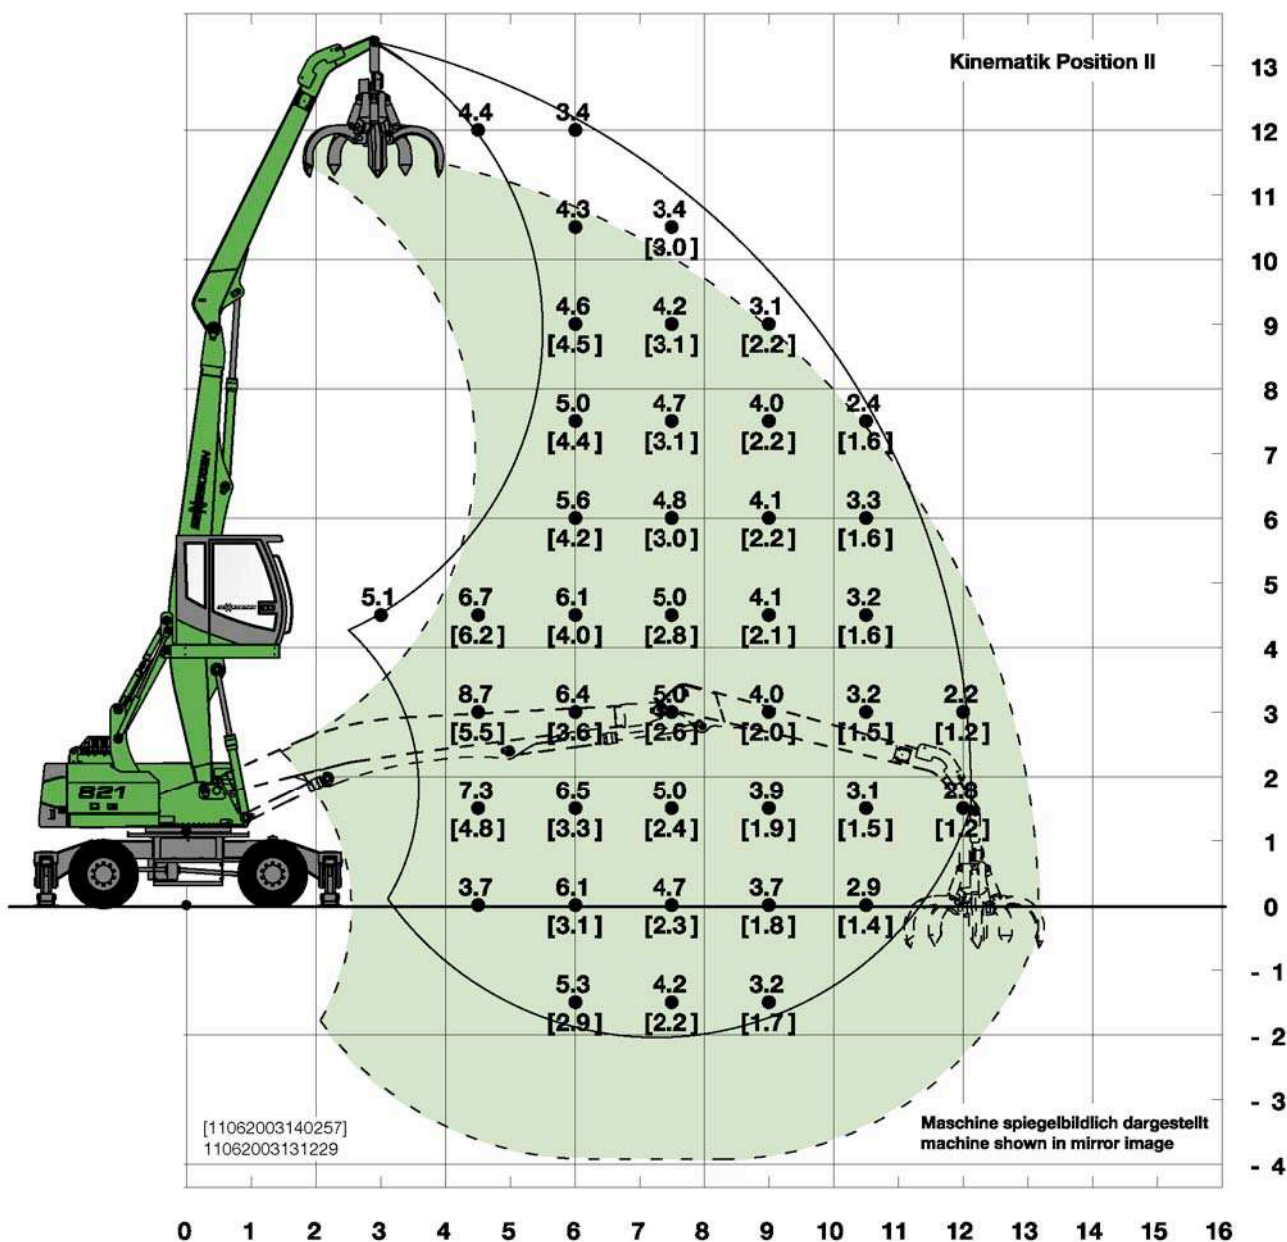 Kinematik Position II
13
4.4 3.4
12
11
4.3 3.4
[3.0]
10
4.6 4.2 3.1
9
[4.5] [3.1] [2.2]
8
5.0 4.7 4.0 2.4
[4.4] [3.1] [2.2] [1.6]
7
5.6 4.8 4.1 3.3
6
[4.2] [3.0] [2.2] [1.6]
5
5.1 6.7 6.1 5.0 4.1 3.2
[6.2] [4.0] [2.8] [2.1] [1.6]
4
8.7 6.4 5.0 4.0 3.2 2.2
3
[5.5] [3.6] [2.6] [2.0] [1.5] [1.2]
2
821
7.3 6.5 5.0 3.9 3.1
[4.8] [3.3] [2.4] [1.9] [1.5] [1.2]
1
3.7 6.1 4.7 3.7 2.9
0
[3.1] [2.3] [1.8] [1.4]
- 1
5.3 4.2 3.2
[2.9] [2.2] [1.7]
- 2
- 3
[11062003140257]
11062003131229
Maschine spiegelbildlich dargestellt
machine shown in mirror image
- 4
0 1 2 3 4 5 6 7 8 9 10 11 12 13 14 15 16